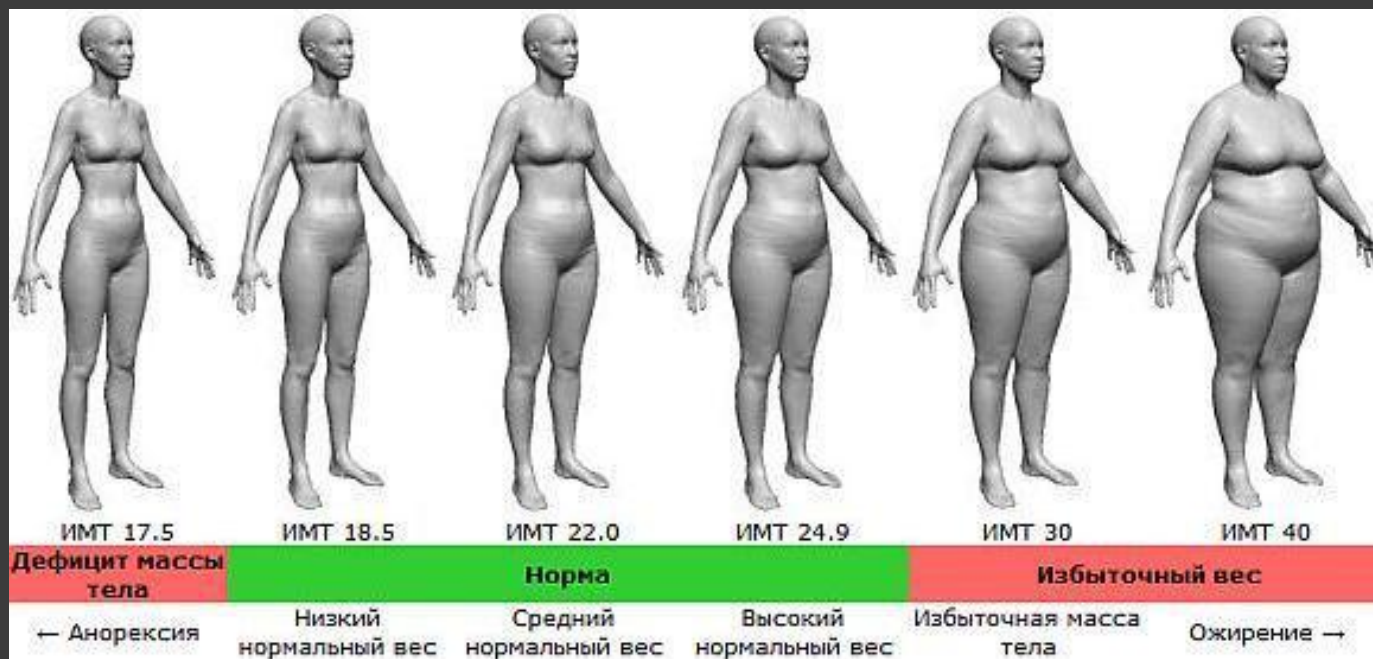 ИМТ 17.5 ИМТ 18.5 ИМТ 22.0 ИМТ 24.9 ИМТ 30 ИМТ 40
Дефицит массы
тела
Норма
Избыточный вес
← Анорексия
Низкий
нормальный вес
Средний
нормальный вес
Высокий
нормальный вес
Избыточная масса
тела
Ожирение →